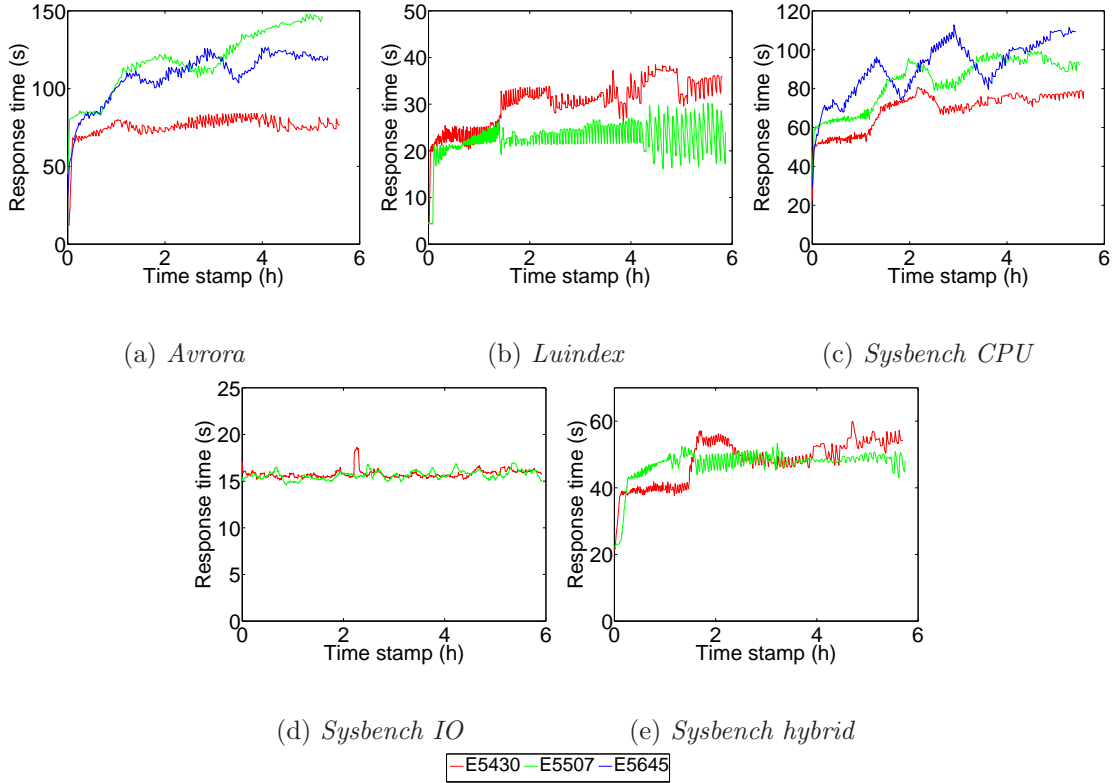 150
100
50
0
Response time (s)
0 2 4 6
Time stamp (h)
(a) Avrora
50
40
30
20
10
0
Response time (s)
0 2 4 6
Time stamp (h)
(b) Luindex
120
100
80
60
40
20
0
Response time (s)
0 2 4 6
Time stamp (h)
(c) Sysbench CPU
25
20
15
10
5
0
Response time (s)
0 2 4 6
Time stamp (h)
(d) Sysbench IO
60
40
20
0
Response time (s)
0 2 4 6
Time stamp (h)
(e) Sysbench hybrid
E5430 E5507 E5645